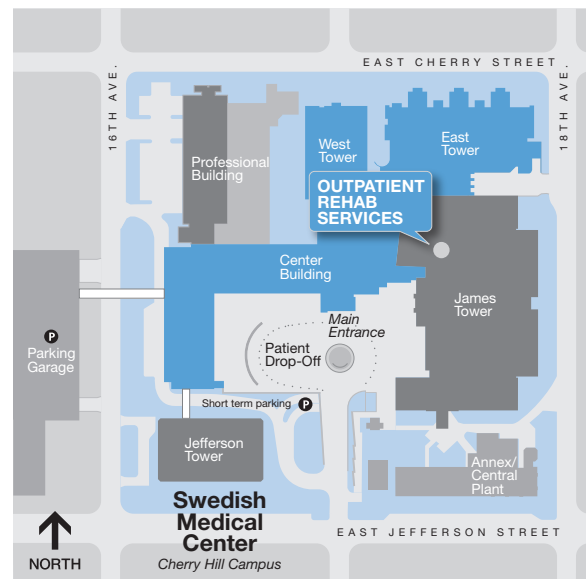 EAST CHERRY STREET
16TH AVE.
18TH AVE.
Professional
Building
West
Tower
East
Tower
OUTPATIENT
REHAB
SERVICES
Center
Building
James
Tower
Main
Entrance
Patient
Drop-Off
P
Parking
Garage
Short term parking P
Jefferson
Tower
Annex/
Central
Plant
Swedish
Medical
Center
Cherry Hill Campus
EAST JEFFERSON STREET
NORTH